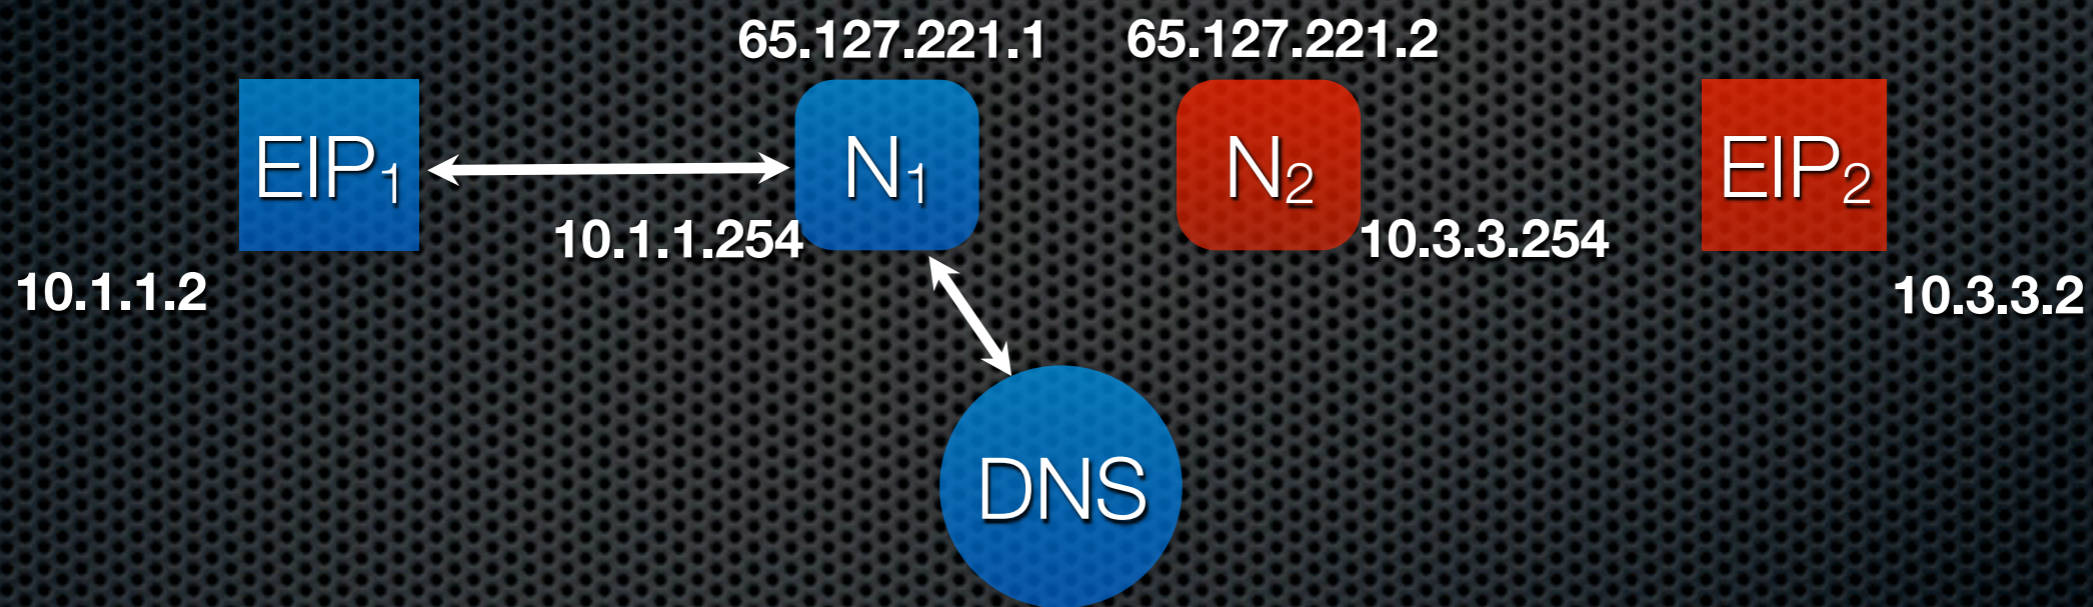 65.127.221.1
65.127.221.2
EIP₁
N₁
N₂
EIP₂
10.1.1.254
10.3.3.254
10.1.1.2
10.3.3.2
DNS